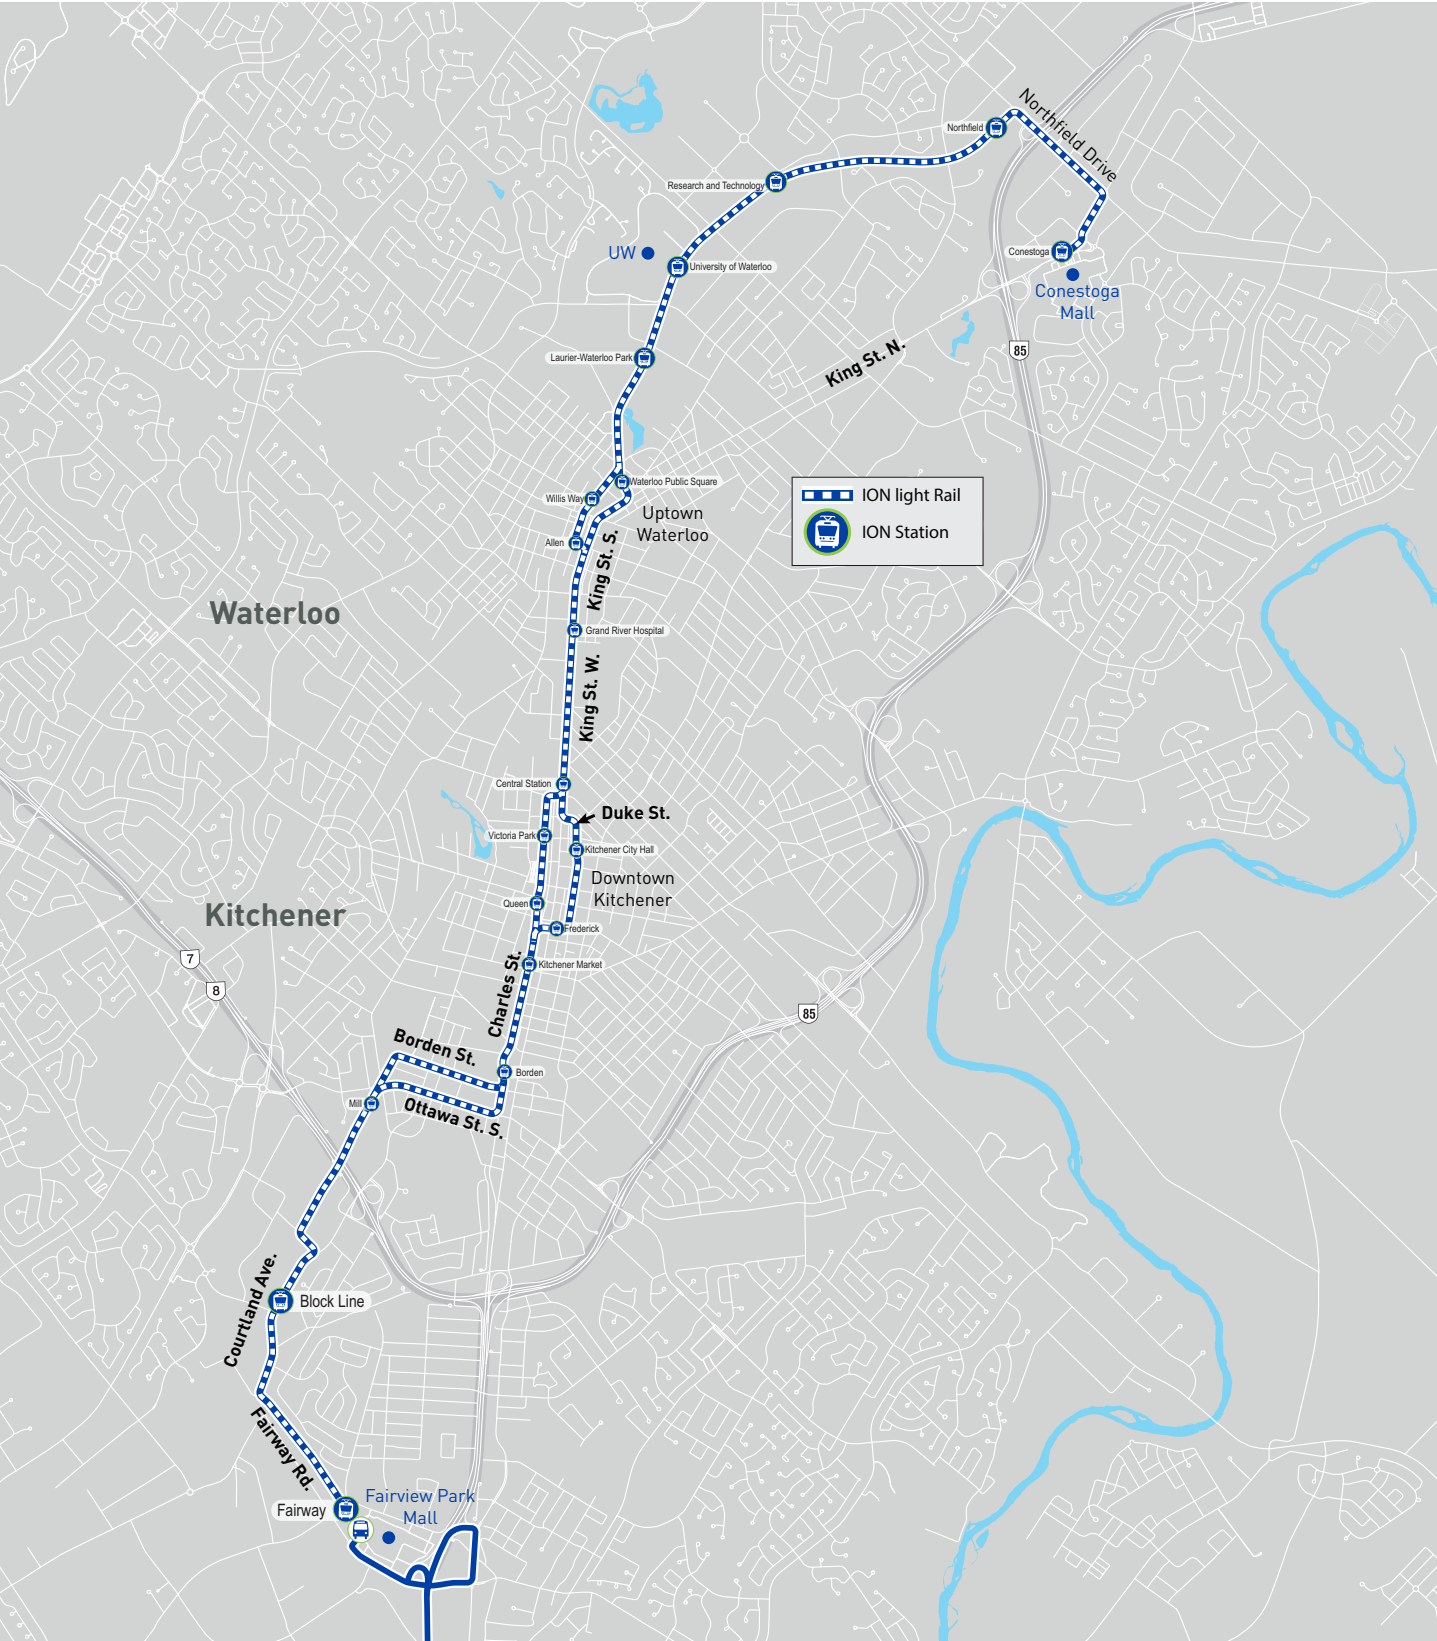 Northfield Drive
Northfield
Research and Technology
UW
University of Waterloo
Conestoga
Conestoga
Mall
85
King St. N.
Laurier-Waterloo Park
Waterloo Public Square
Willis Way
Uptown
Waterloo
ION light Rail
ION Station
Allen
King St. S.
Waterloo
Grand River Hospital
King St. W.
Central Station
Duke St.
Victoria Park
Kitchener City Hall
Downtown
Kitchener
Queen
Kitchener
Frederick
7
Kitchener Market
8
Charles St.
85
Borden St.
Borden
Mill
Ottawa St. S.
Courtland Ave.
Block Line
Fairway Rd.
Fairview Park
Mall
Fairway